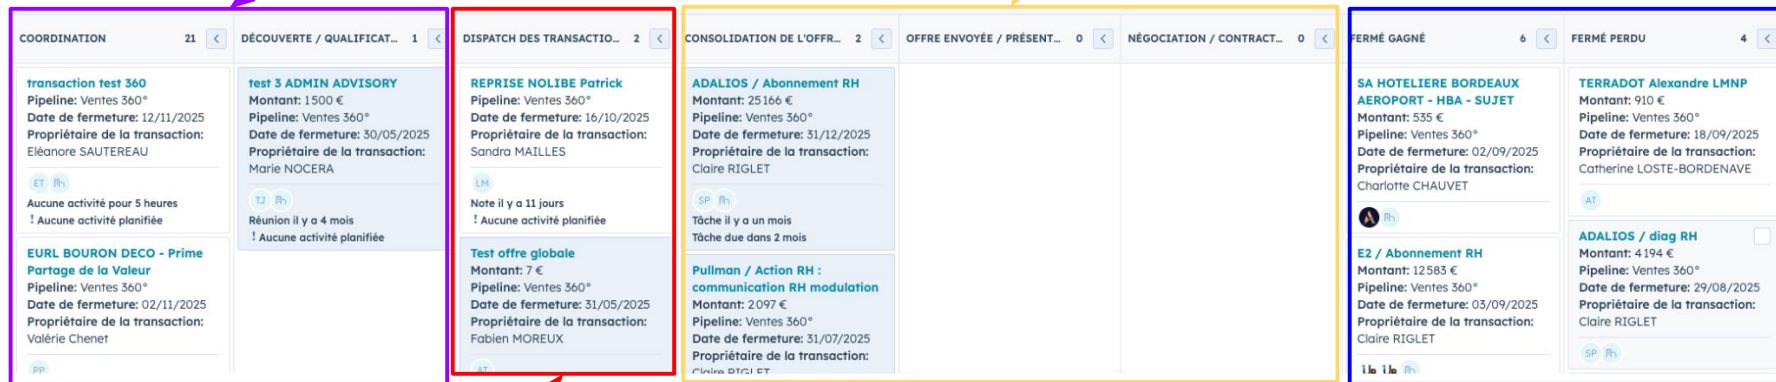 COORDINATION 21
transaction test 360
Pipeline: Ventes 360°
Date de fermeture: 12/11/2025
Propriétaire de la transaction:
Eléanore SAUTEREAU
ET
Aucune activité pour 5 heures
! Aucune activité planifiée
EURL BOURON DECO - Prime
Partage de la Valeur
Pipeline: Ventes 360°
Date de fermeture: 02/11/2025
Propriétaire de la transaction:
Valérie Chenet
PP
DÉCOUVERTE / QUALIFICAT... 1
test 3 ADMIN ADVISORY
Montant: 1500 €
Pipeline: Ventes 360°
Date de fermeture: 30/05/2025
Propriétaire de la transaction:
Marie NOCERA
TJ
Réunion il y a 4 mois
! Aucune activité planifiée
DISPATCH DES TRANSACTIO... 2
REPRISE NOLIBE Patrick
Pipeline: Ventes 360°
Date de fermeture: 16/10/2025
Propriétaire de la transaction:
Sandra MAILLES
LM
Note il y a 11 jours
! Aucune activité planifiée
Test offre globale
Montant: 7 €
Pipeline: Ventes 360°
Date de fermeture: 31/05/2025
Propriétaire de la transaction:
Fabien MOREUX
AT
CONSOLIDATION DE L'OFFR... 2
ADALIOS / Abonnement RH
Montant: 25166 €
Pipeline: Ventes 360°
Date de fermeture: 31/12/2025
Propriétaire de la transaction:
Claire RIGLET
SP
Tâche il y a un mois
Tâche due dans 2 mois
Pullman / Action RH :
communication RH modulation
Montant: 2097 €
Pipeline: Ventes 360°
Date de fermeture: 31/07/2025
Propriétaire de la transaction:
Claire RIGLET
OFFRE ENVOYÉE / PRÉSENT... 0
NÉGOCIATION / CONTRACT... 0
FERMÉ GAGNÉ 6
SA HOTELIERE BORDEAUX
AEROPORT - HBA - SUJET
Montant: 535 €
Pipeline: Ventes 360°
Date de fermeture: 02/09/2025
Propriétaire de la transaction:
Charlotte CHAUVET
E2 / Abonnement RH
Montant: 12583 €
Pipeline: Ventes 360°
Date de fermeture: 03/09/2025
Propriétaire de la transaction:
Claire RIGLET
FERMÉ PERDU 4
TERRADOT Alexandre LMNP
Montant: 910 €
Pipeline: Ventes 360°
Date de fermeture: 18/09/2025
Propriétaire de la transaction:
Catherine LOSTE-BORDENAVE
AT
ADALIOS / diag RH
Montant: 4194 €
Pipeline: Ventes 360°
Date de fermeture: 29/08/2025
Propriétaire de la transaction:
Claire RIGLET
SP